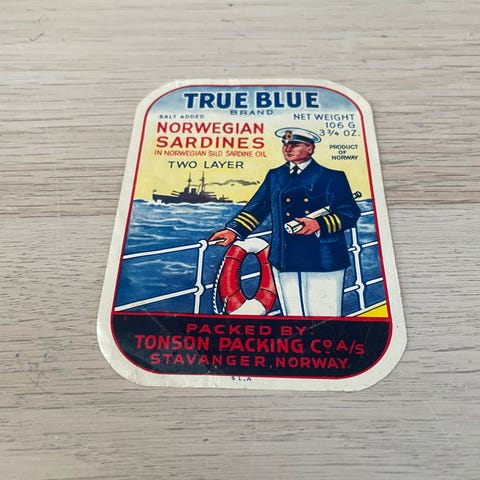 TRUE BLUE
BRAND
SALT ADDED
NET WEIGHT
106 G
3¾ OZ.
NORWEGIAN
SARDINES
IN NORWEGIAN SILD SARDINE OIL
TWO LAYER
PRODUCT
OF
NORWAY
PACKED BY:
TONSON PACKING Co A/S
STAVANGER, NORWAY.
S L.A